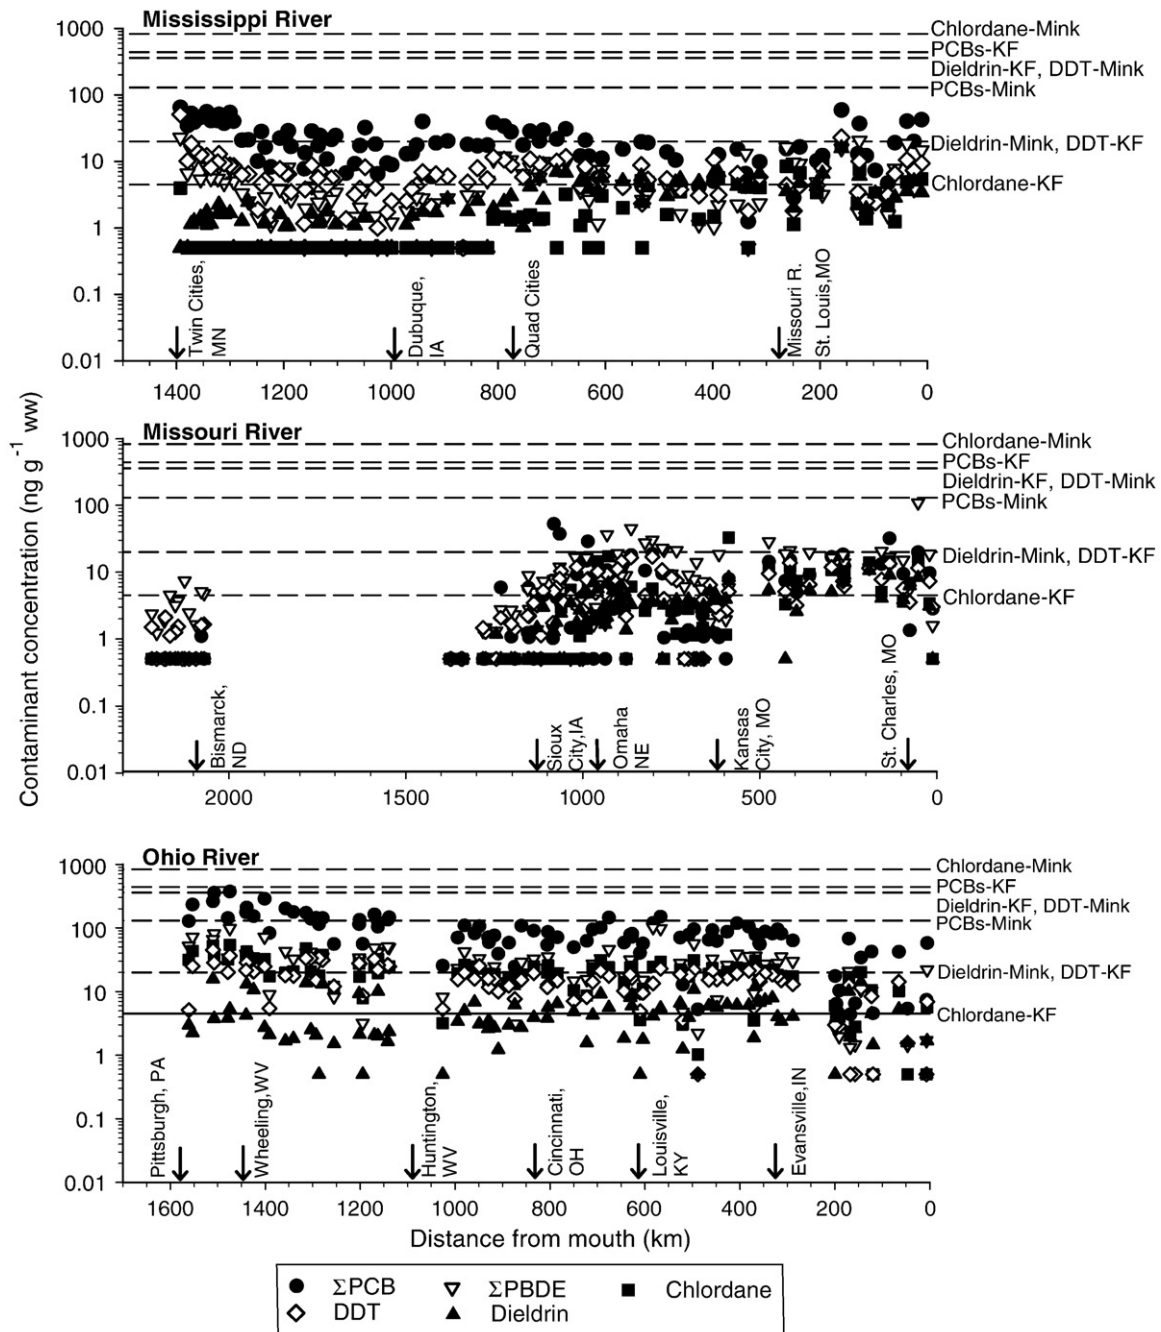 Mississippi River
1000
100
10
1
0.1
0.01
Chlordane-Mink
PCBs-KF
Dieldrin-KF, DDT-Mink
PCBs-Mink
Dieldrin-Mink, DDT-KF
Chlordane-KF
Twin Cities,
MN
Dubuque,
IA
Quad Cities
Missouri R.
St. Louis,MO
1400 1200 1000 800 600 400 200 0
Contaminant concentration (ng g⁻¹ ww)
Missouri River
1000
100
10
1
0.1
0.01
Chlordane-Mink
PCBs-KF
Dieldrin-KF, DDT-Mink
PCBs-Mink
Dieldrin-Mink, DDT-KF
Chlordane-KF
Bismarck,
ND
Sioux
City,IA
Omaha
NE
Kansas
City, MO
St. Charles, MO
2000 1500 1000 500 0
Ohio River
1000
100
10
1
0.1
0.01
Chlordane-Mink
PCBs-KF
Dieldrin-KF, DDT-Mink
PCBs-Mink
Dieldrin-Mink, DDT-KF
Chlordane-KF
Pittsburgh, PA
Wheeling,WV
Huntington,
WV
Cincinnati,
OH
Louisville,
KY
Evansville,IN
1600 1400 1200 1000 800 600 400 200 0
Distance from mouth (km)
ΣPCB ΣPBDE Chlordane
DDT Dieldrin